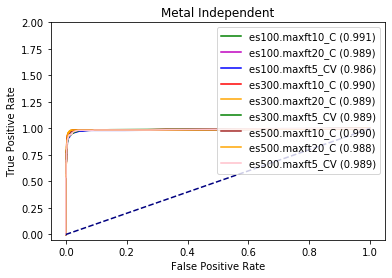 Metal Independent
True Positive Rate
2.00
1.75
1.50
1.25
1.00
0.75
0.50
0.25
0.00
es100.maxft10_C (0.991)
es100.maxft20_C (0.989)
es100.maxft5_CV (0.986)
es300.maxft10_C (0.990)
es300.maxft20_C (0.989)
es300.maxft5_CV (0.989)
es500.maxft10_C (0.990)
es500.maxft20_C (0.988)
es500.maxft5_CV (0.989)
0.0 0.2 0.4 0.6 0.8 1.0
False Positive Rate